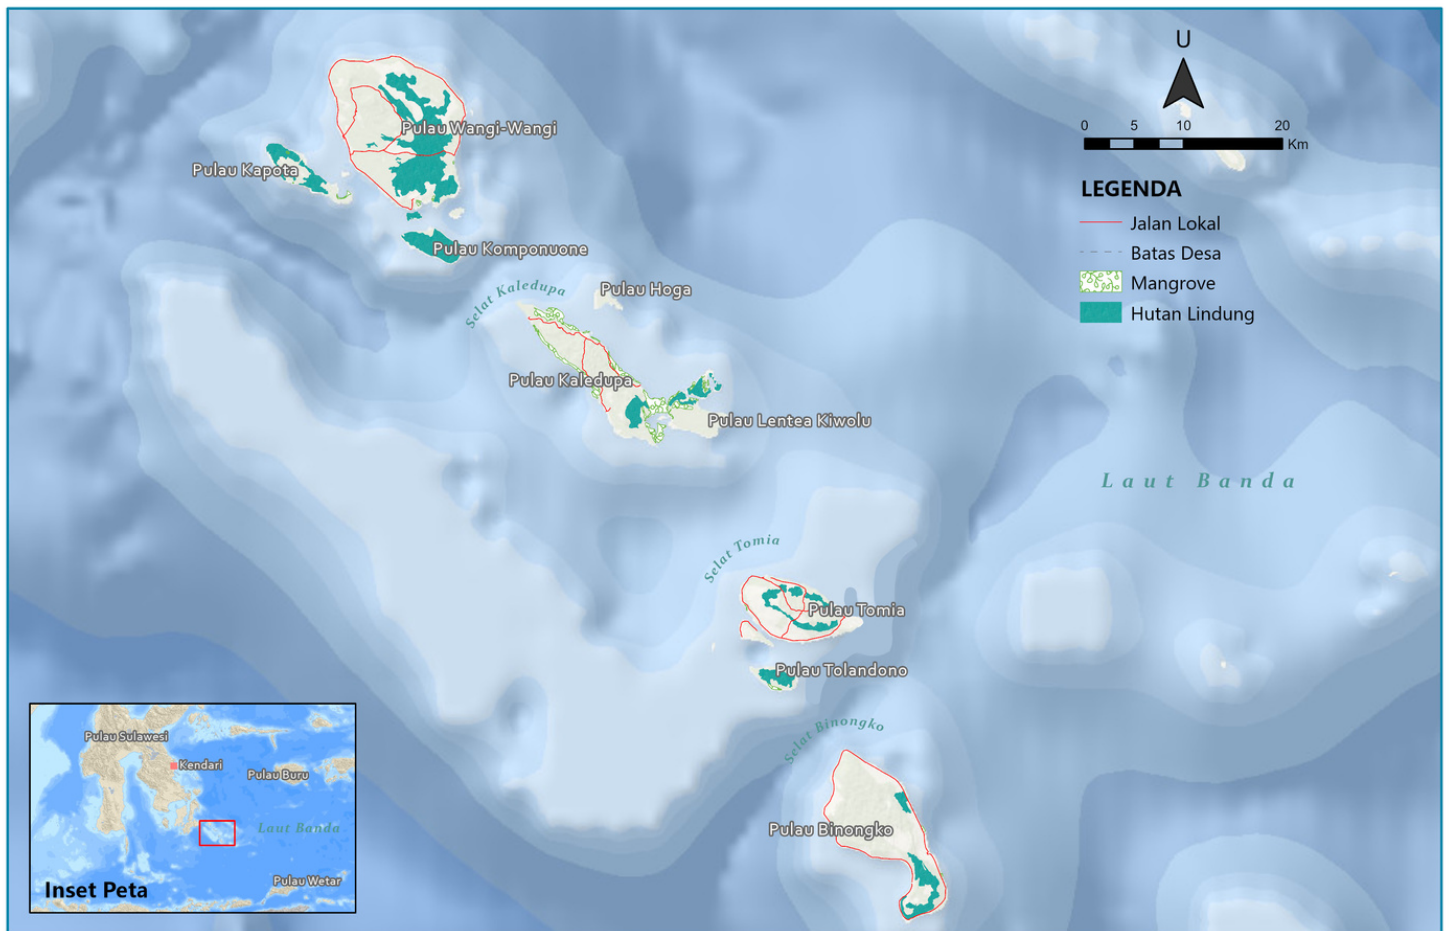 U
0 5 10 20
Km
LEGENDA
Jalan Lokal
Batas Desa
Mangrove
Hutan Lindung
Pulau Wangi-Wangi
Pulau Kapota
Pulau Komponuone
Selat Kaledupa
Pulau Hoga
Pulau Kaledupa
Pulau Lentea Kiwolu
Laut Banda
Selat Tomia
Pulau Tomia
Pulau Tolandono
Selat Binongko
Pulau Binongko
Pulau Sulawesi
Kendari
Pulau Buru
Laut Banda
Pulau Wetar
Inset Peta